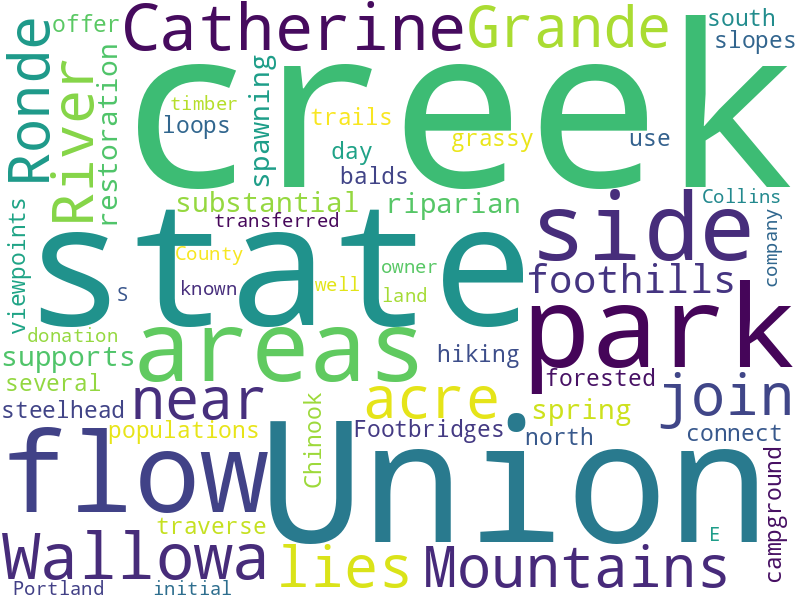 offer
Catherine
Grande
south
slopes
Ronde
River
restoration
creek
timber
loops
spawning
trails
day
balds
grassy
use
substantial
riparian
transferred
Collins
company
side
viewpoints
state
County
owner
known
well
land
S
foothills
donation
supports
several
areas
hiking
park
forested
steelhead
near
acre
spring
join
populations
Chinook
Footbridges
north
connect
flow
Union
traverse
E
campground
Wallowa
lies
Mountains
Portland
initial